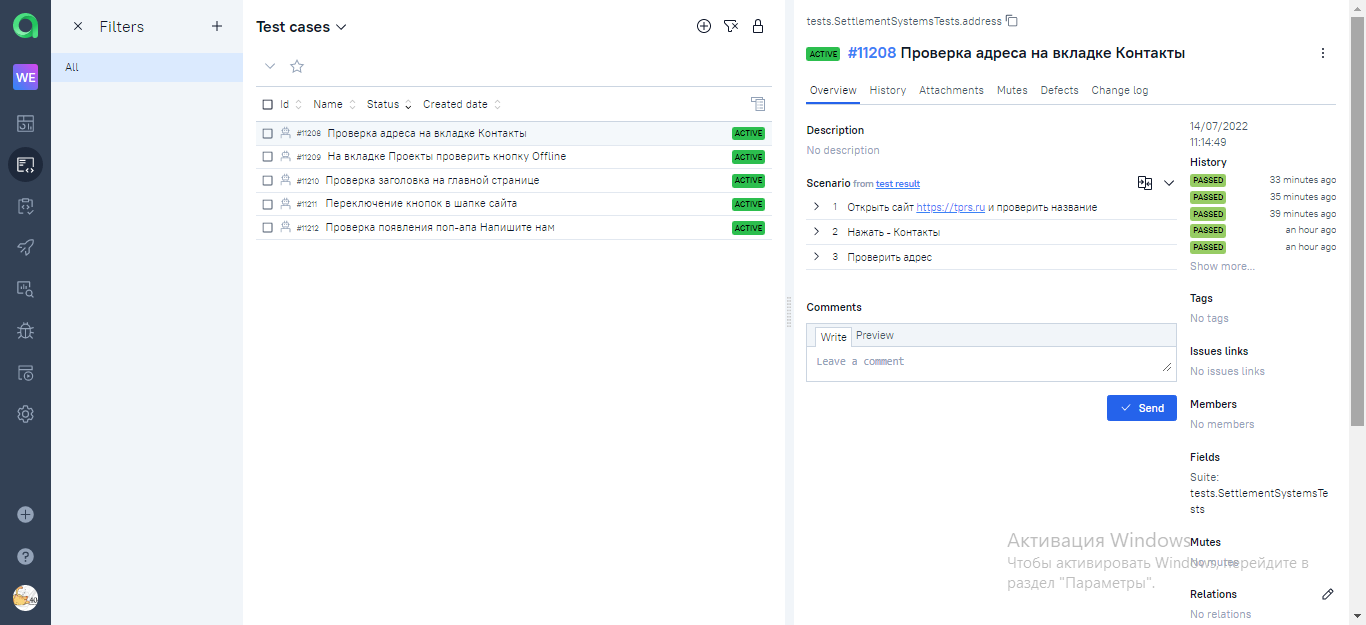 WE
Filters
All
Test cases
Id Name Status Created date
#11208 Проверка адреса на вкладке Контакты ACTIVE
#11209 На вкладке Проекты проверить кнопку Offline ACTIVE
#11210 Проверка заголовка на главной странице ACTIVE
#11211 Переключение кнопок в шапке сайта ACTIVE
#11212 Проверка появления поп-апа Напишите нам ACTIVE
tests.SettlementSystemsTests.address
ACTIVE #11208 Проверка адреса на вкладке Контакты
Overview History Attachments Mutes Defects Change log
Description
No description
Scenario from test result
1 Открыть сайт https://tprs.ru и проверить название
2 Нажать - Контакты
3 Проверить адрес
Comments
Write Preview
Leave a comment
Send
14/07/2022
11:14:49
History
PASSED 33 minutes ago
PASSED 35 minutes ago
PASSED 39 minutes ago
PASSED an hour ago
PASSED an hour ago
Show more...
Tags
No tags
Issues links
No issues links
Members
No members
Fields
Suite:
tests.SettlementSystemsTe
sts
Mutes
No mutes
Relations
No relations
Активация Windows
Чтобы активировать Windows, перейдите в
раздел "Параметры".